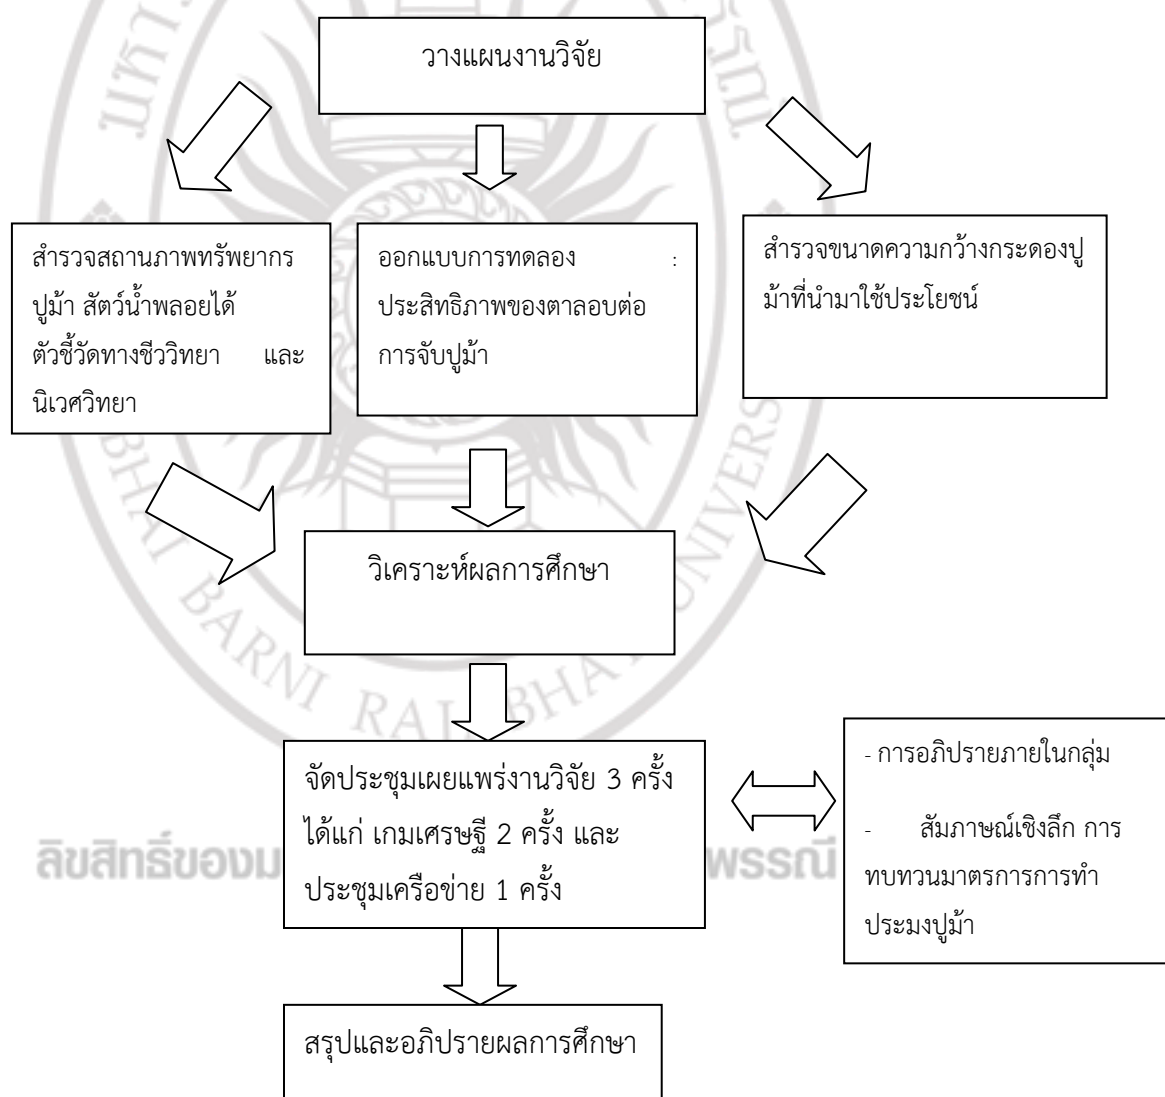 วางแผนงานวิจัย
สำรวจสถานภาพทรัพยากร
ปูม้า สัตว์น้ำพลอยได้
ตัวชี้วัดทางชีววิทยา และ
นิเวศวิทยา
ออกแบบการทดลอง :
ประสิทธิภาพของตาลอบต่อ
การจับปูม้า
สำรวจขนาดความกว้างกระดองปู
ม้าที่นำมาใช้ประโยชน์
วิเคราะห์ผลการศึกษา
จัดประชุมเผยแพร่งานวิจัย 3 ครั้ง
ได้แก่ เกมเศรษฐี 2 ครั้ง และ
ประชุมเครือข่าย 1 ครั้ง
- การอภิปรายภายในกลุ่ม
- สัมภาษณ์เชิงลึก การ
ทบทวนมาตรการการทำ
ประมงปูม้า
สรุปและอภิปรายผลการศึกษา
BARNI
ลิขสิทธิ์ของม
พรรณี